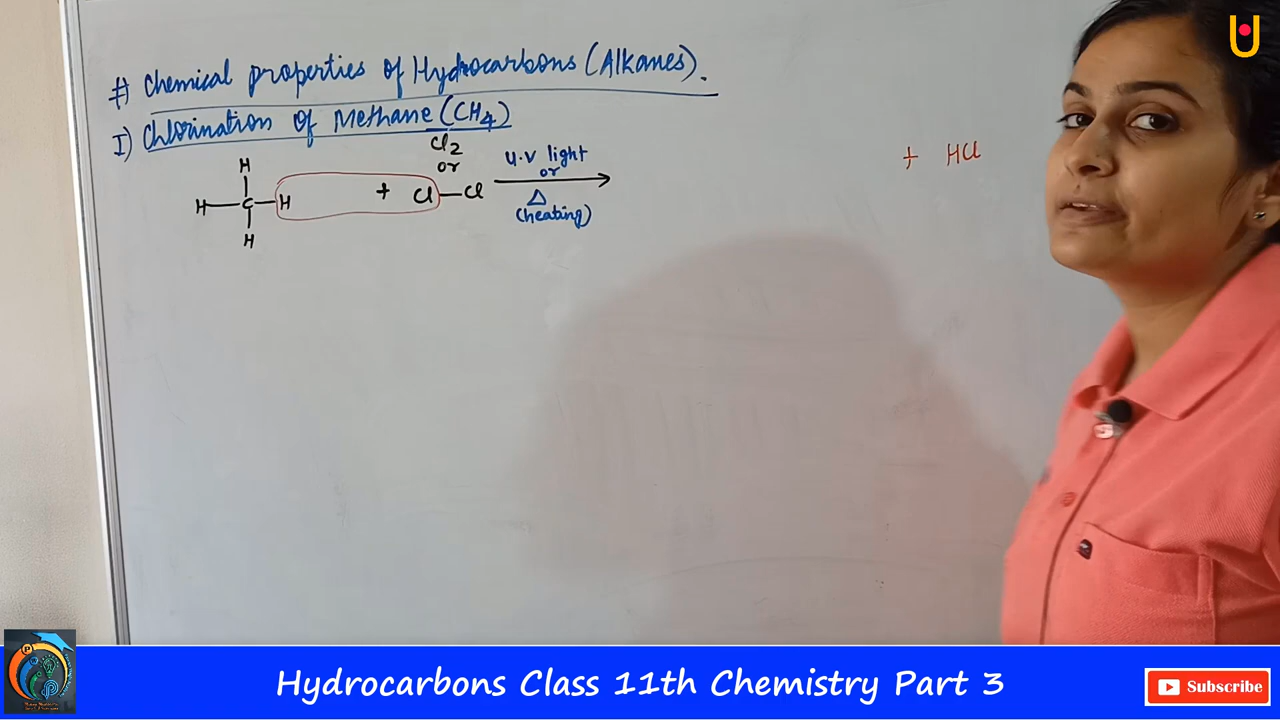 # Chemical properties of Hydrocarbons (Alkanes).
I) Chlorination of Methane (CH4)
Cl2
or
H
H—C—H + Cl—Cl
H
U.V light
or
Δ
(heating)
+ HCl
U
Hydrocarbons Class 11th Chemistry Part 3
Subscribe